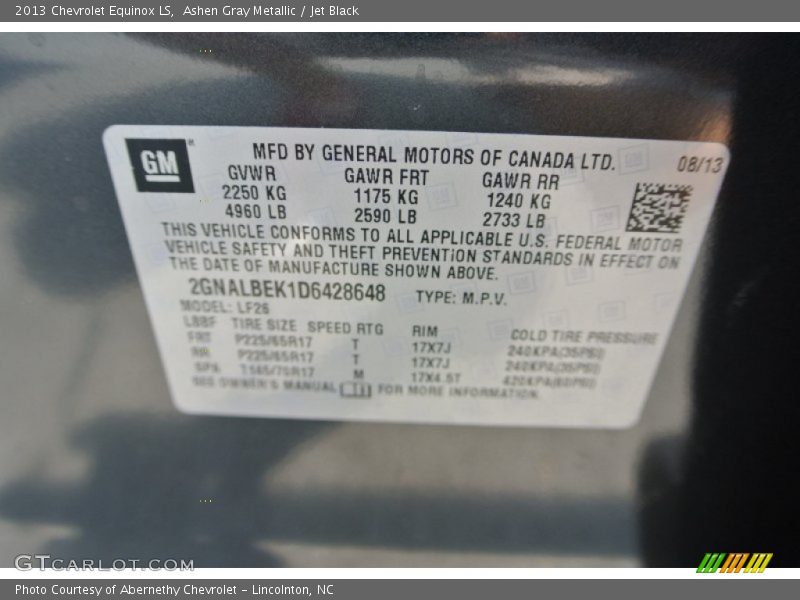 2013 Chevrolet Equinox LS, Ashen Gray Metallic / Jet Black
GM
MFD BY GENERAL MOTORS OF CANADA LTD.
08/13
GVWR GAWR FRT GAWR RR
2250 KG 1175 KG 1240 KG
4960 LB 2590 LB 2733 LB
THIS VEHICLE CONFORMS TO ALL APPLICABLE U.S. FEDERAL MOTOR
VEHICLE SAFETY AND THEFT PREVENTION STANDARDS IN EFFECT ON
THE DATE OF MANUFACTURE SHOWN ABOVE.
2GNALBEK1D6428648 TYPE: M.P.V.
MODEL: LF26
TIRE SIZE SPEED RTG RIM COLD TIRE PRESSURE
FRT P225/65R17 T 17X7J 240KPA(35PSI)
RR P225/65R17 T 17X7J 240KPA(35PSI)
SPA T165/70R17 M 17X4.5T 420KPA(60PSI)
SEE OWNER'S MANUAL FOR MORE INFORMATION.
GTCARLOT.COM
Photo Courtesy of Abernethy Chevrolet – Lincolnton, NC